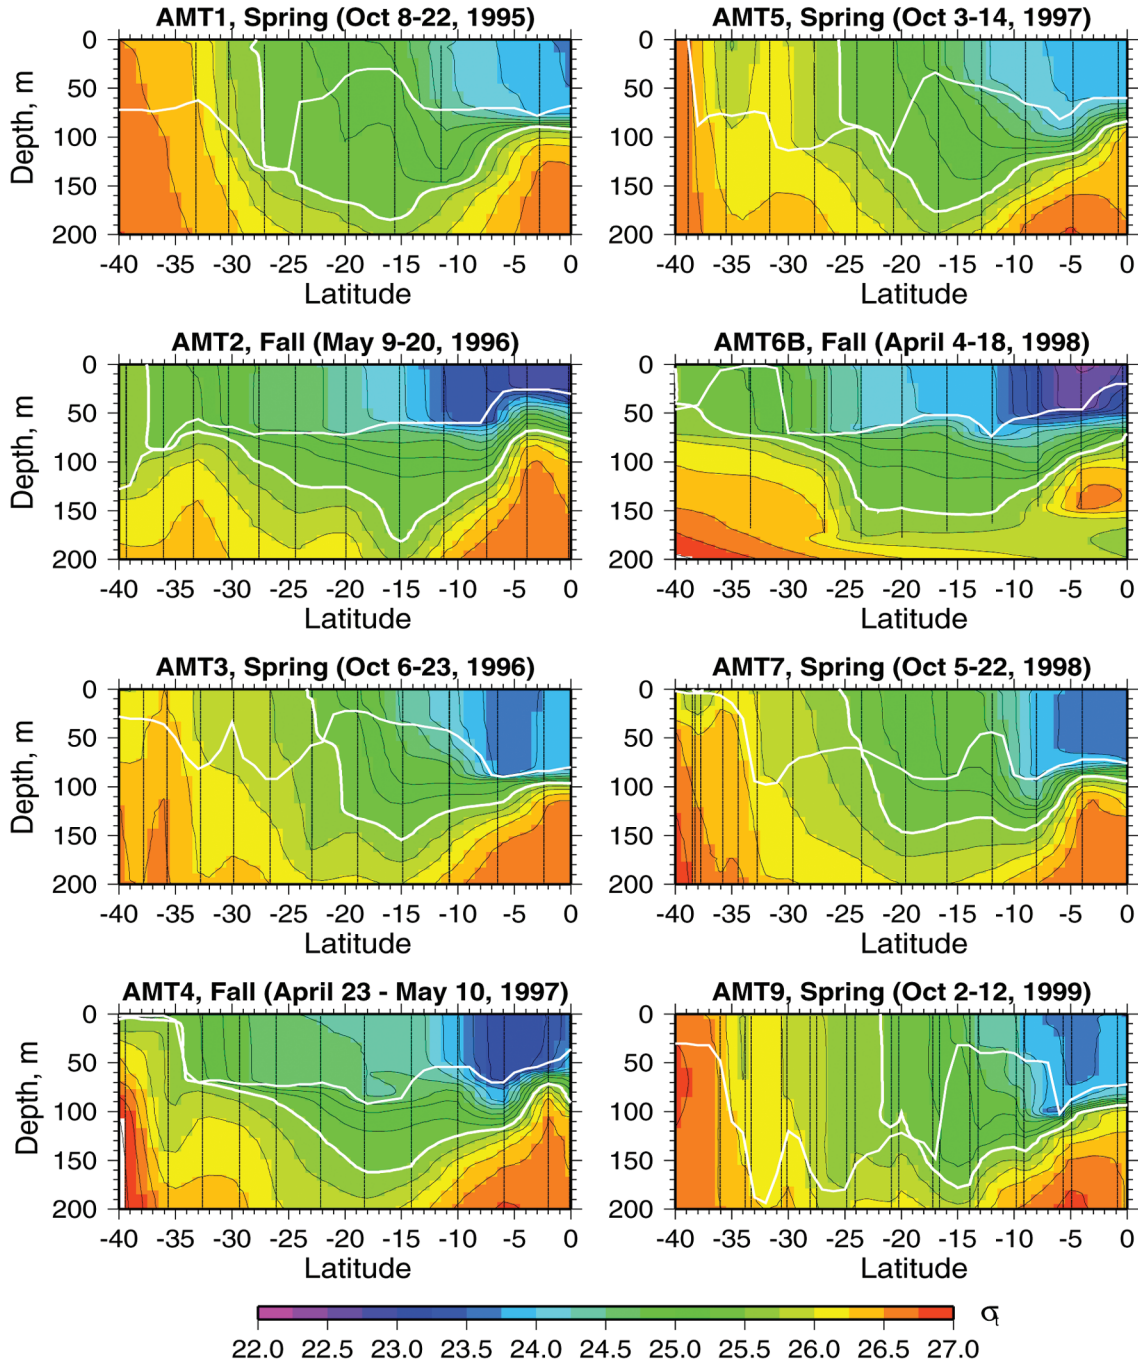 AMT1, Spring (Oct 8-22, 1995)
0
50
100
150
200
Depth, m
-40 -35 -30 -25 -20 -15 -10 -5 0
Latitude
AMT5, Spring (Oct 3-14, 1997)
0
50
100
150
200
-40 -35 -30 -25 -20 -15 -10 -5 0
Latitude
AMT2, Fall (May 9-20, 1996)
0
50
100
150
200
Depth, m
-40 -35 -30 -25 -20 -15 -10 -5 0
Latitude
AMT6B, Fall (April 4-18, 1998)
0
50
100
150
200
-40 -35 -30 -25 -20 -15 -10 -5 0
Latitude
AMT3, Spring (Oct 6-23, 1996)
0
50
100
150
200
Depth, m
-40 -35 -30 -25 -20 -15 -10 -5 0
Latitude
AMT7, Spring (Oct 5-22, 1998)
0
50
100
150
200
-40 -35 -30 -25 -20 -15 -10 -5 0
Latitude
AMT4, Fall (April 23 - May 10, 1997)
0
50
100
150
200
Depth, m
-40 -35 -30 -25 -20 -15 -10 -5 0
Latitude
AMT9, Spring (Oct 2-12, 1999)
0
50
100
150
200
-40 -35 -30 -25 -20 -15 -10 -5 0
Latitude
σt
22.0 22.5 23.0 23.5 24.0 24.5 25.0 25.5 26.0 26.5 27.0